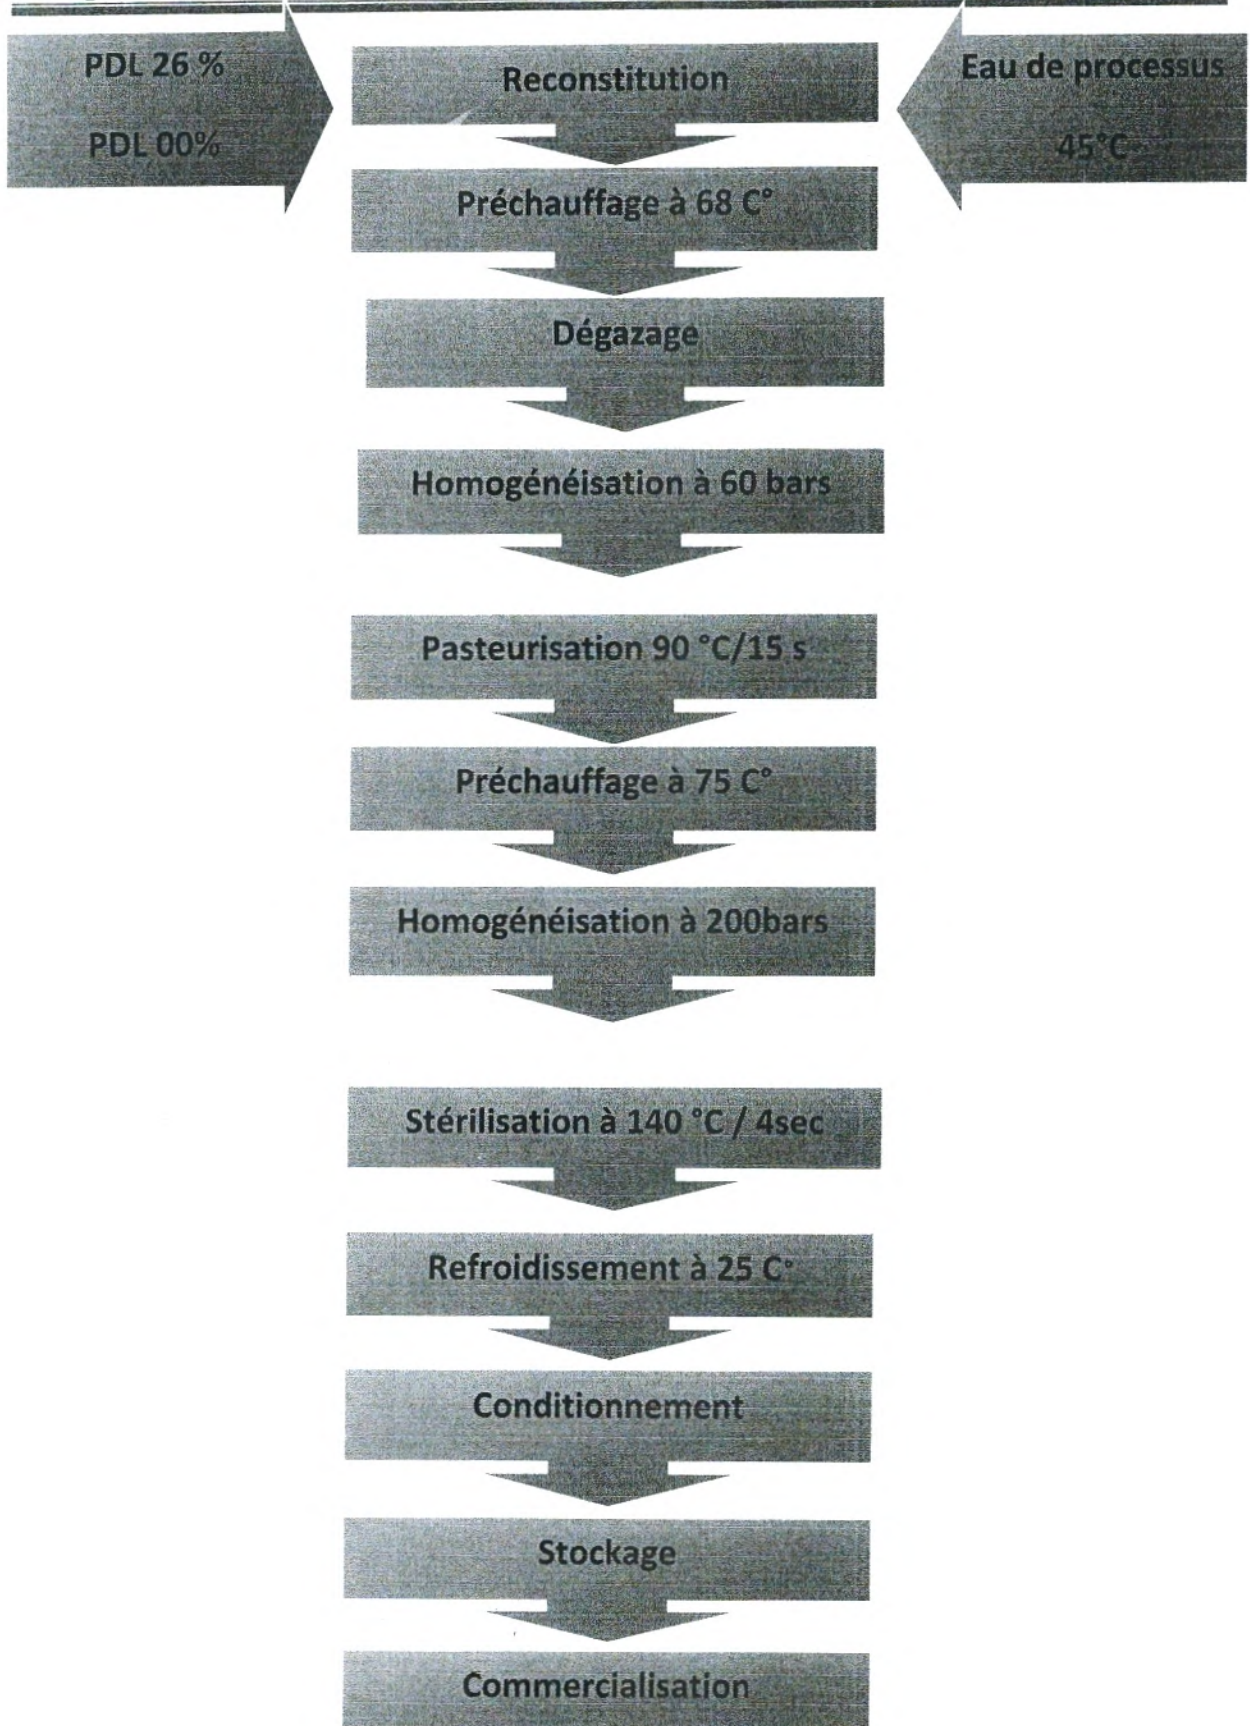 PDL 26 %
PDL 00%
Reconstitution
Eau de processus
45°C
Préchauffage à 68 C°
Dégazage
Homogénéisation à 60 bars
Pasteurisation 90 °C/15 s
Préchauffage à 75 C°
Homogénéisation à 200bars
Stérilisation à 140 °C / 4sec
Refroidissement à 25 C°
Conditionnement
Stockage
Commercialisation